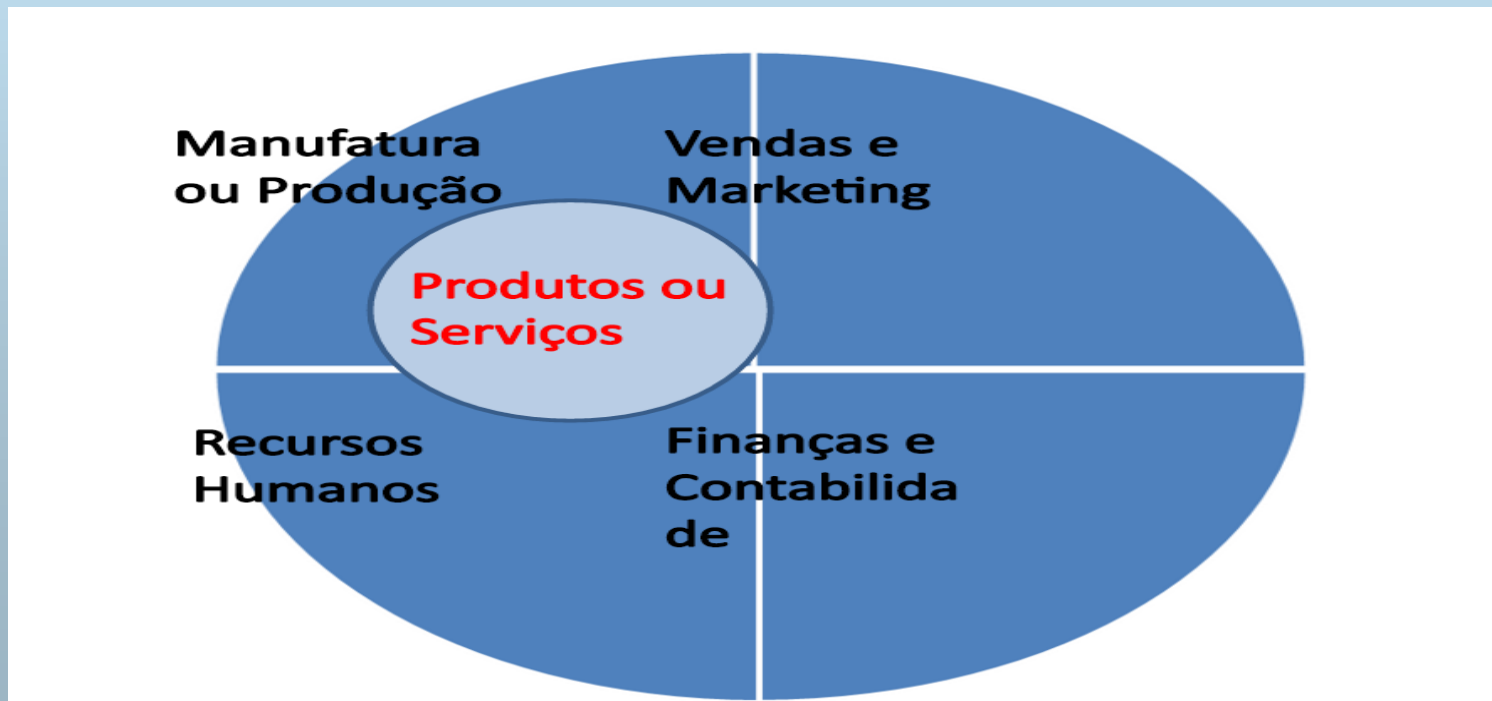 Manufatura
ou Produção
Vendas e
Marketing
Produtos ou
Serviços
Recursos
Humanos
Finanças e
Contabilida
de